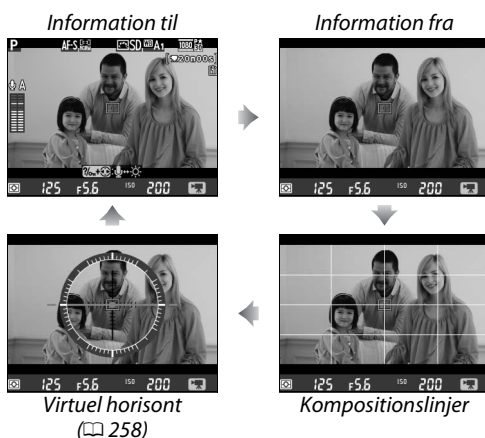 Information til
Information fra
P AF-S SD A1 1080
[20m00s]
A
125 F5.6 ISO 200
125 F5.6 ISO 200
125 F5.6 ISO 200
125 F5.6 ISO 200
Virtuel horisont
(258)
Kompositionslinjer